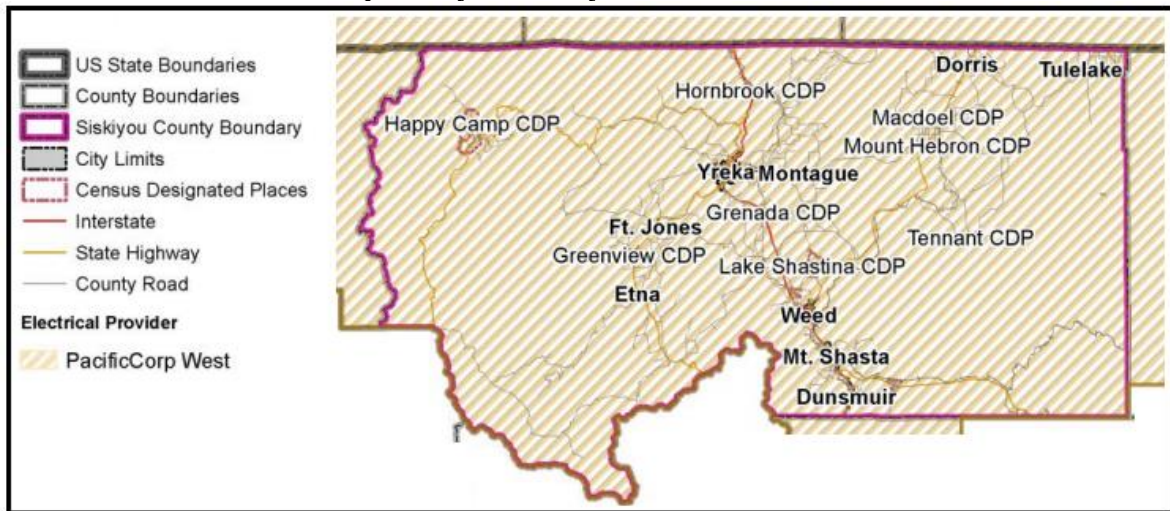 US State Boundaries
County Boundaries
Siskiyou County Boundary
City Limits
Census Designated Places
Interstate
State Highway
County Road
Electrical Provider
PacificCorp West
Dorris
Tulelake
Hornbrook CDP
Macdoel CDP
Happy Camp CDP
Mount Hebron CDP
Yreka
Montague
Grenada CDP
Ft. Jones
Tennant CDP
Greenview CDP
Lake Shastina CDP
Etna
Weed
Mt. Shasta
Dunsmuir